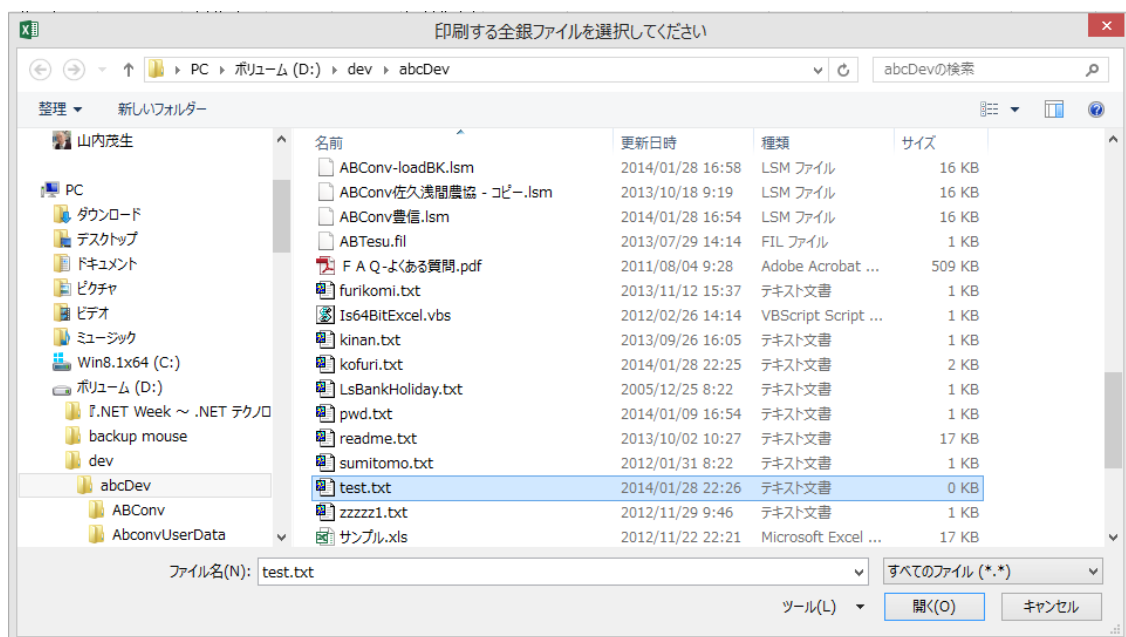 印刷する全銀ファイルを選択してください
PC ▸ ボリューム (D:) ▸ dev ▸ abcDev
abcDevの検索
整理 新しいフォルダー
山内茂生
PC
ダウンロード
デスクトップ
ドキュメント
ピクチャ
ビデオ
ミュージック
Win8.1x64 (C:)
ボリューム (D:)
『.NET Week ～ .NET テクノロ
backup mouse
dev
abcDev
ABConv
AbconvUserData
名前 更新日時 種類 サイズ
ABConv-loadBK.lsm 2014/01/28 16:58 LSM ファイル 16 KB
ABConv佐久浅間農協 - コピー.lsm 2013/10/18 9:19 LSM ファイル 16 KB
ABConv豊信.lsm 2014/01/28 16:54 LSM ファイル 16 KB
ABTesu.fil 2013/07/29 14:14 FIL ファイル 1 KB
ＦＡＱ-よくある質問.pdf 2011/08/04 9:28 Adobe Acrobat ... 509 KB
furikomi.txt 2013/11/12 15:37 テキスト文書 1 KB
Is64BitExcel.vbs 2012/02/26 14:14 VBScript Script ... 1 KB
kinan.txt 2013/09/26 16:05 テキスト文書 1 KB
kofuri.txt 2014/01/28 22:25 テキスト文書 2 KB
LsBankHoliday.txt 2005/12/25 8:22 テキスト文書 1 KB
pwd.txt 2014/01/09 16:54 テキスト文書 1 KB
readme.txt 2013/10/02 10:27 テキスト文書 17 KB
sumitomo.txt 2012/01/31 8:22 テキスト文書 1 KB
test.txt 2014/01/28 22:26 テキスト文書 0 KB
zzzzz1.txt 2012/11/29 9:46 テキスト文書 1 KB
サンプル.xls 2012/11/22 22:21 Microsoft Excel ... 17 KB
ファイル名(N): test.txt すべてのファイル (*.*)
ツール(L) 開く(O) キャンセル